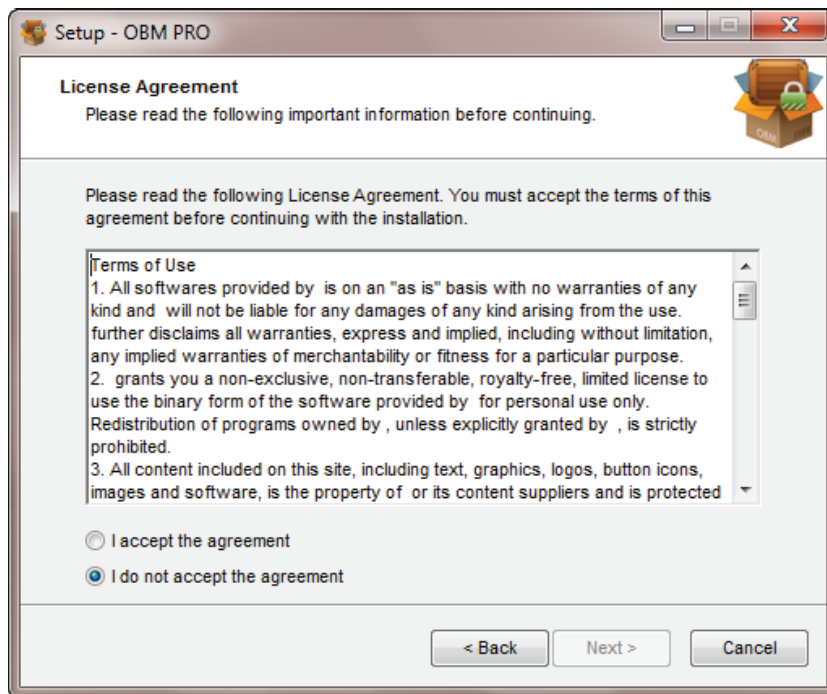 Setup - OBM PRO
License Agreement
Please read the following important information before continuing.
OBM
Please read the following License Agreement. You must accept the terms of this
agreement before continuing with the installation.
Terms of Use
1. All softwares provided by  is on an "as is" basis with no warranties of any
kind and  will not be liable for any damages of any kind arising from the use.
further disclaims all warranties, express and implied, including without limitation,
any implied warranties of merchantability or fitness for a particular purpose.
2.  grants you a non-exclusive, non-transferable, royalty-free, limited license to
use the binary form of the software provided by  for personal use only.
Redistribution of programs owned by , unless explicitly granted by  , is strictly
prohibited.
3. All content included on this site, including text, graphics, logos, button icons,
images and software, is the property of  or its content suppliers and is protected
I accept the agreement
I do not accept the agreement
< Back
Next >
Cancel